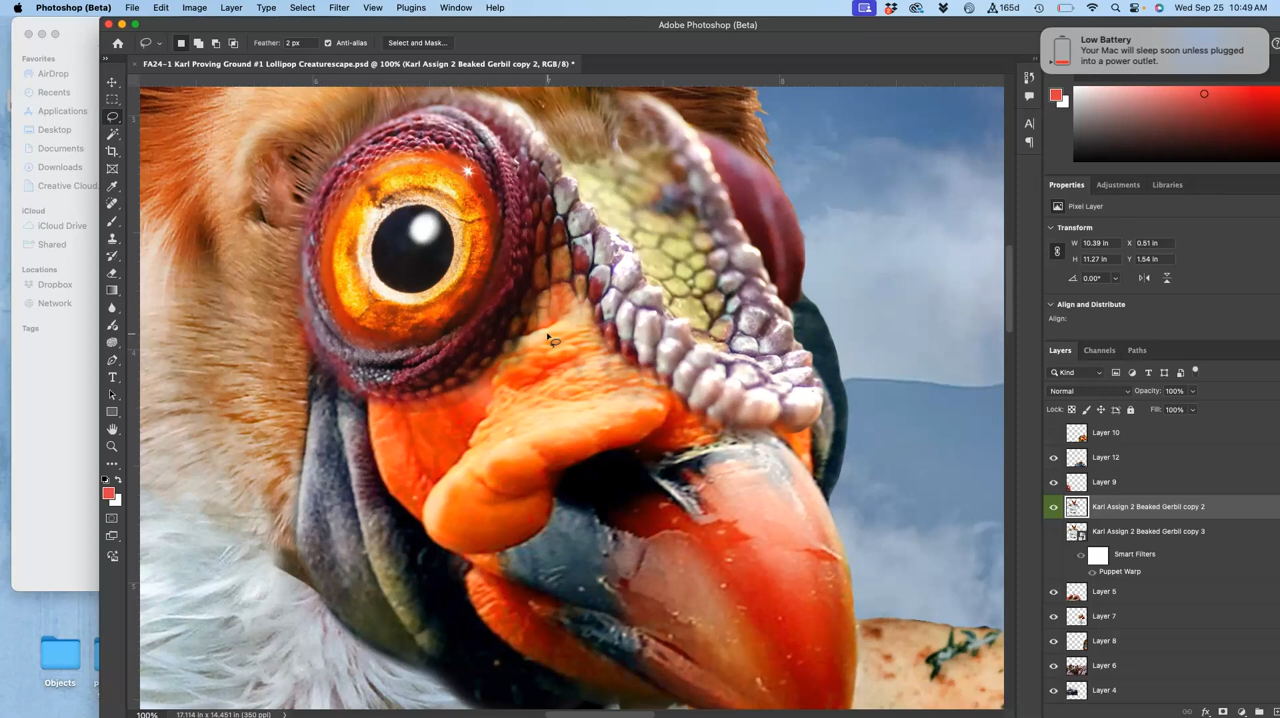 Photoshop (Beta) File Edit Image Layer Type Select Filter View Plugins Window Help 165d Wed Sep 25 10:49 AM
Adobe Photoshop (Beta)
Low Battery
Your Mac will sleep soon unless plugged
into a power outlet.
Feather: 2 px Anti-alias Select and Mask...
FA24-1 Karl Proving Ground #1 Lollipop Creaturescape.psd @ 100% (Karl Assign 2 Beaked Gerbil copy 2, RGB/8) *
Favorites
AirDrop
Recents
Applications
Desktop
Documents
Downloads
Creative Cloud
iCloud
iCloud Drive
Shared
Locations
Dropbox
Network
Tags
Objects
6 7 8
3
4
5
Properties Adjustments Libraries
Pixel Layer
Transform
W 10.39 in X 0.51 in
H 11.27 in Y 1.54 in
0.00°
Align and Distribute
Align:
Layers Channels Paths
Kind
Normal Opacity: 100%
Lock: Fill: 100%
Layer 10
Layer 12
Layer 9
Karl Assign 2 Beaked Gerbil copy 2
Karl Assign 2 Beaked Gerbil copy 3
Smart Filters
Puppet Warp
Layer 5
Layer 7
Layer 8
Layer 6
Layer 4
100% 17.114 in x 14.451 in (350 ppi)